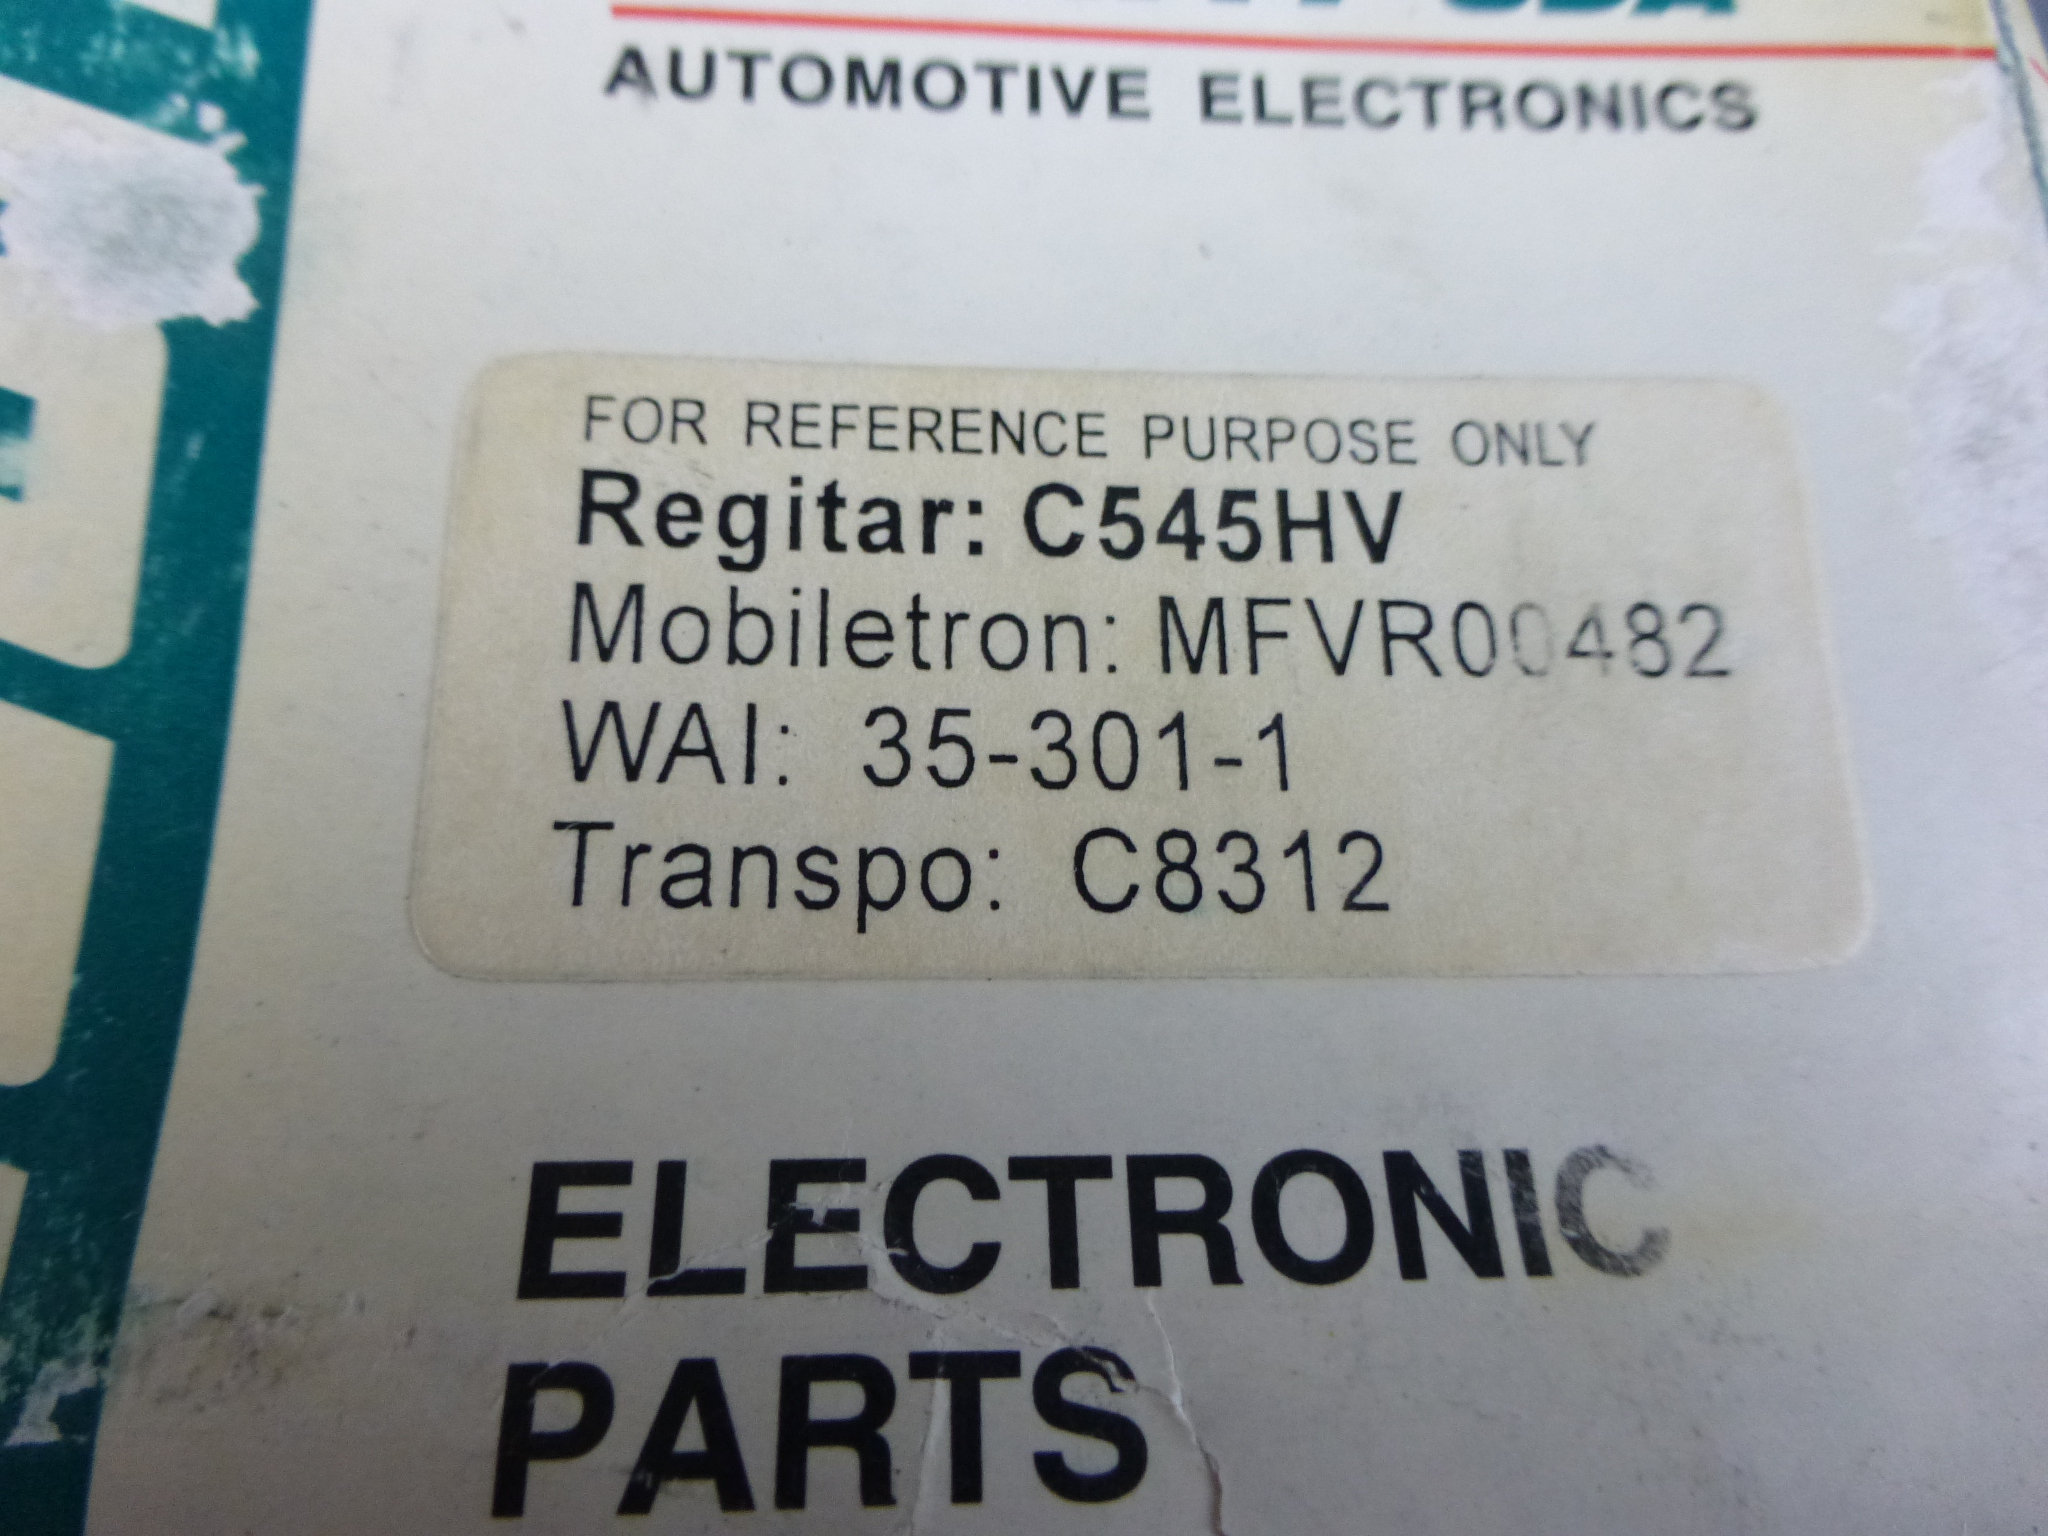 AUTOMOTIVE ELECTRONICS
FOR REFERENCE PURPOSE ONLY
Regitar: C545HV
Mobiletron: MFVR00482
WAI: 35-301-1
Transpo: C8312
ELECTRONIC
PARTS